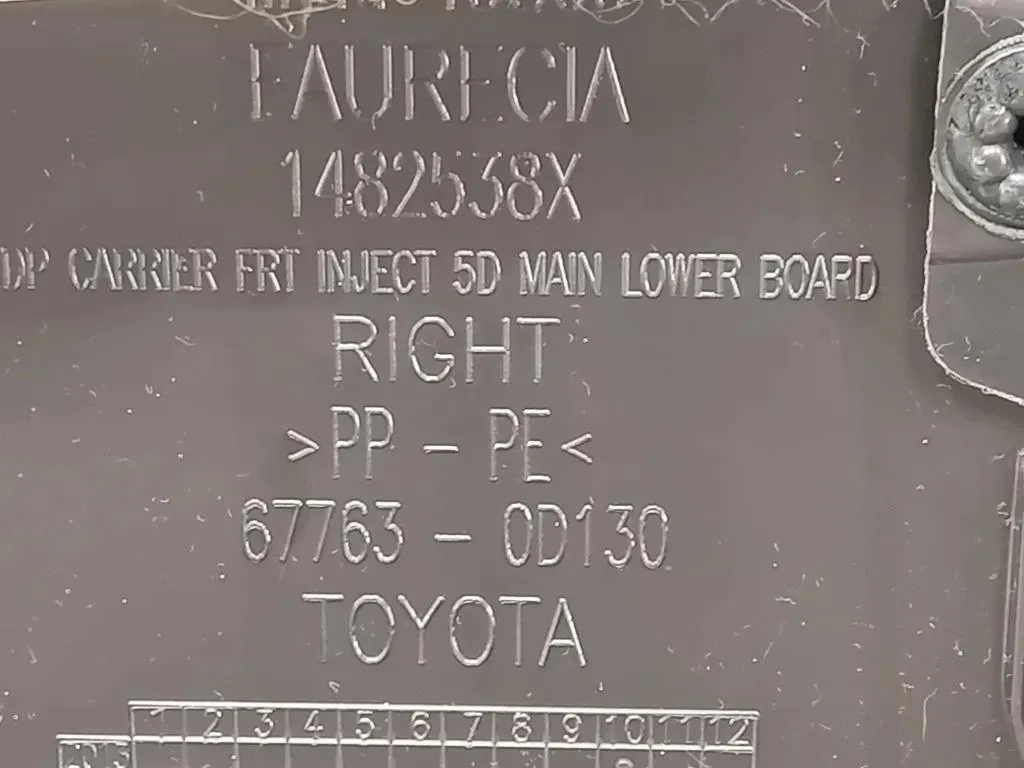 FAURECIA
1482538X
DP CARRIER FRT INJECT 5D MAIN LOWER BOARD
RIGHT
>PP - PE<
67763 - 0D130
TOYOTA
1 2 3 4 5 6 7 8 9 10 11 12